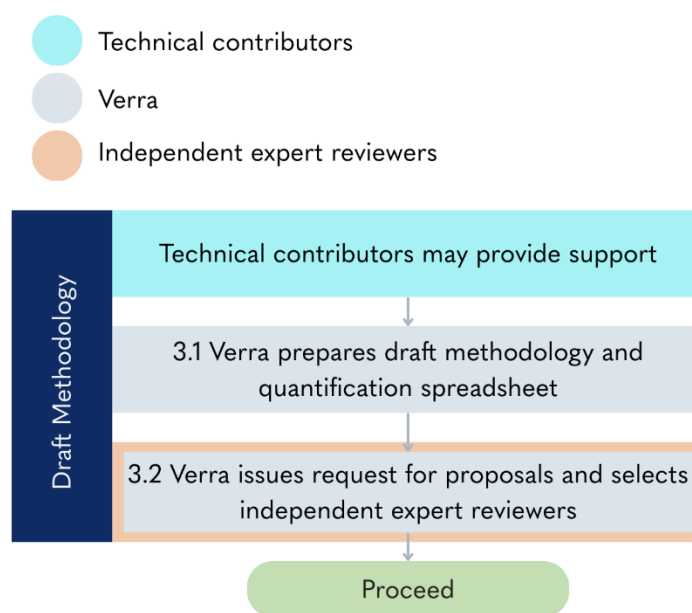 Technical contributors
Verra
Independent expert reviewers
Draft Methodology
Technical contributors may provide support
3.1 Verra prepares draft methodology and
quantification spreadsheet
3.2 Verra issues request for proposals and selects
independent expert reviewers
Proceed